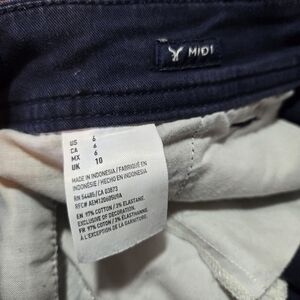 MIDI
US 6
CA 6
MX 6
UK 10
MADE IN INDONESIA / FABRIQUÉ EN
INDONÉSIE / HECHO EN INDONESIA
RN 54485/CA 03873
EN 97% COTTON / 3% ELASTANE.
EXCLUSIVE OF DECORATION.
FR 97% COTON / 3% ÉLASTHANNE.
À L'EXCEPTION DE LA GARNITURE.